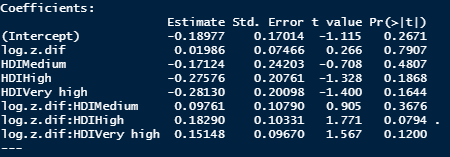 Coefficients:
Estimate Std. Error t value Pr(>|t|)
(Intercept) -0.18977 0.17014 -1.115 0.2671
log.z.dif 0.01986 0.07466 0.266 0.7907
HDIMedium -0.17124 0.24203 -0.708 0.4807
HDIHigh -0.27576 0.20761 -1.328 0.1868
HDIVery high -0.28130 0.20098 -1.400 0.1644
log.z.dif:HDIMedium 0.09761 0.10790 0.905 0.3676
log.z.dif:HDIHigh 0.18290 0.10331 1.771 0.0794 .
log.z.dif:HDIVery high 0.15148 0.09670 1.567 0.1200
---